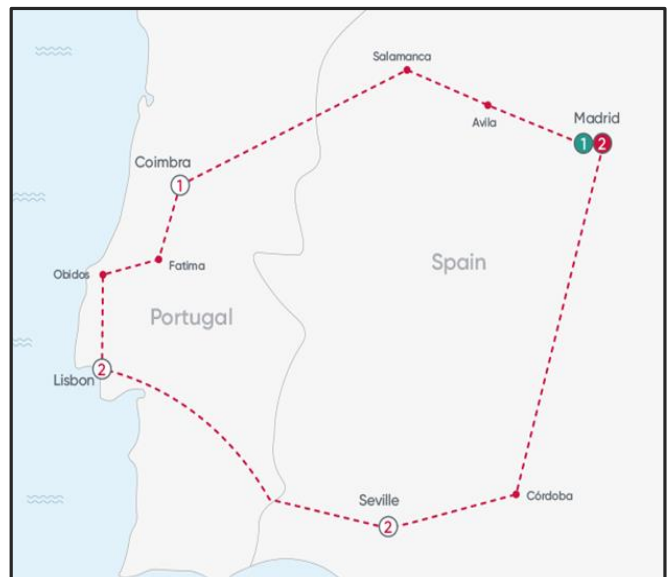 Salamanca
Avila
Madrid
1 2
Coimbra
1
Obidos
Fatima
Spain
Portugal
Lisbon
2
Seville
2
Córdoba